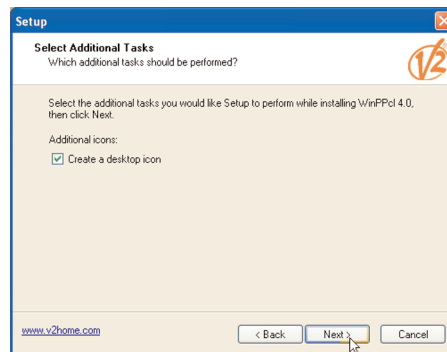 Setup
Select Additional Tasks
Which additional tasks should be performed?
V2
Select the additional tasks you would like Setup to perform while installing WinPPcl 4.0,
then click Next.
Additional icons:
Create a desktop icon
www.v2home.com
< Back
Next >
Cancel